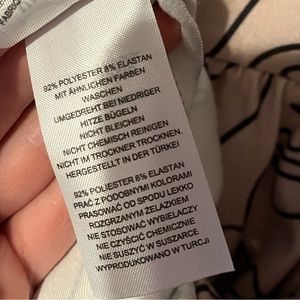 92% POLYESTER 8% ELASTAN
MIT ÄHNLICHEN FARBEN
WASCHEN
UMGEDREHT BEI NIEDRIGER
HITZE BÜGELN
NICHT BLEICHEN
NICHT CHEMISCH REINIGEN
NICHT IM TROCKNER TROCKNEN.
HERGESTELLT IN DER TÜRKEI
92% POLIESTER 8% ELASTAN
PRAĆ Z PODOBNYMI KOLORAMI
PRASOWAĆ OD SPODU LEKKO
ROZGRZANYM ŻELAZKIEM
NIE STOSOWAĆ WYBIELACZY
NIE CZYŚCIĆ CHEMICZNIE
NIE SUSZYĆ W SUSZARCE
WYPRODUKOWANO W TURCJI